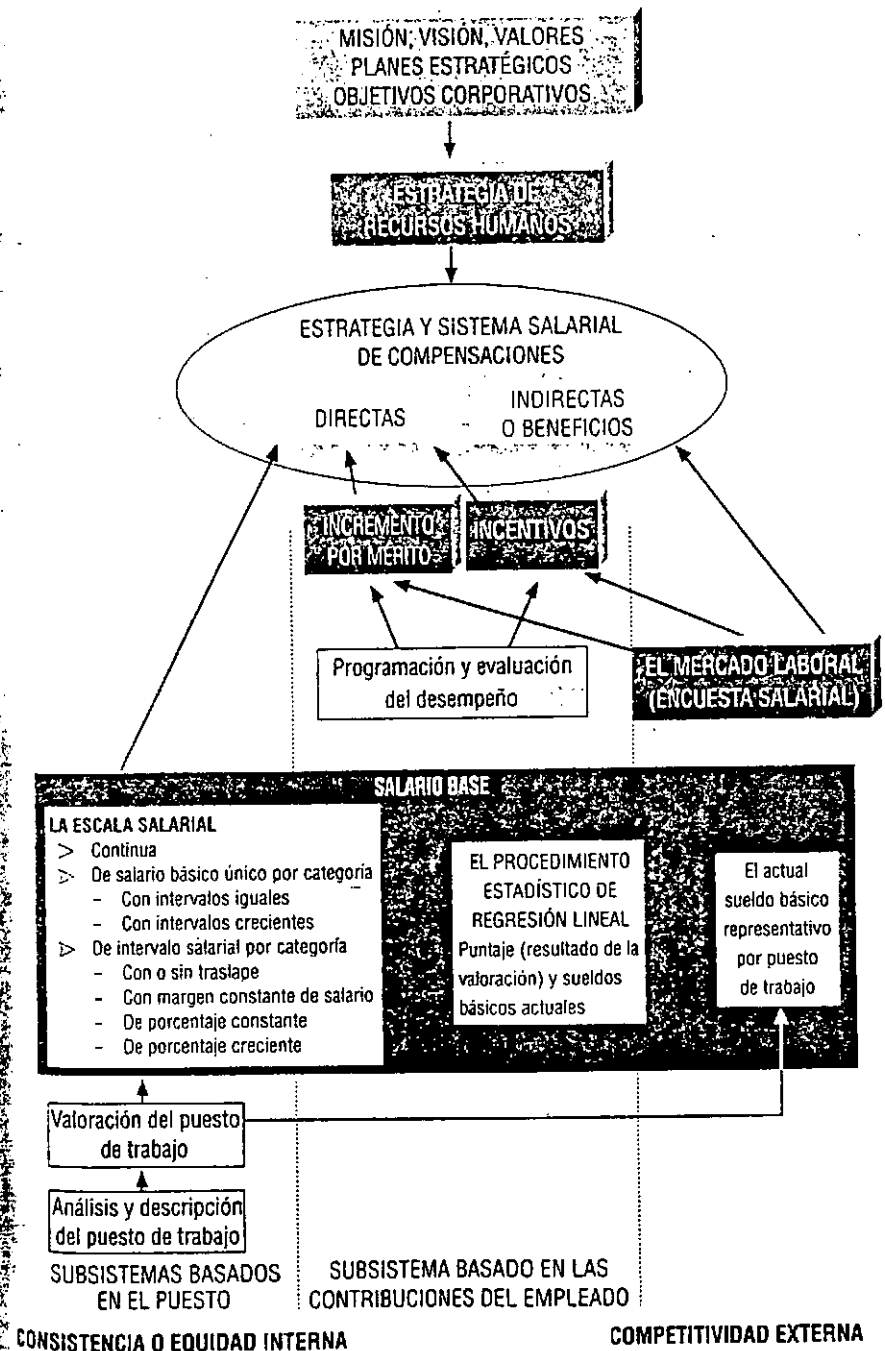 MISIÓN, VISIÓN, VALORES
PLANES ESTRATÉGICOS
OBJETIVOS CORPORATIVOS
ESTRATEGIA DE
RECURSOS HUMANOS
ESTRATEGIA Y SISTEMA SALARIAL
DE COMPENSACIONES
DIRECTAS
INDIRECTAS
O BENEFICIOS
INCREMENTO
POR MÉRITO
INCENTIVOS
Programación y evaluación
del desempeño
EL MERCADO LABORAL
(ENCUESTA SALARIAL)
SALARIO BASE
LA ESCALA SALARIAL
> Continua
> De salario básico único por categoría
- Con intervalos iguales
- Con intervalos crecientes
> De intervalo salarial por categoría
- Con o sin traslape
- Con margen constante de salario
- De porcentaje constante
- De porcentaje creciente
EL PROCEDIMIENTO
ESTADÍSTICO DE
REGRESIÓN LINEAL
Puntaje (resultado de la
valoración) y sueldos
básicos actuales
El actual
sueldo básico
representativo
por puesto
de trabajo
Valoración del puesto
de trabajo
Análisis y descripción
del puesto de trabajo
SUBSISTEMAS BASADOS
EN EL PUESTO
SUBSISTEMA BASADO EN LAS
CONTRIBUCIONES DEL EMPLEADO
CONSISTENCIA O EQUIDAD INTERNA
COMPETITIVIDAD EXTERNA